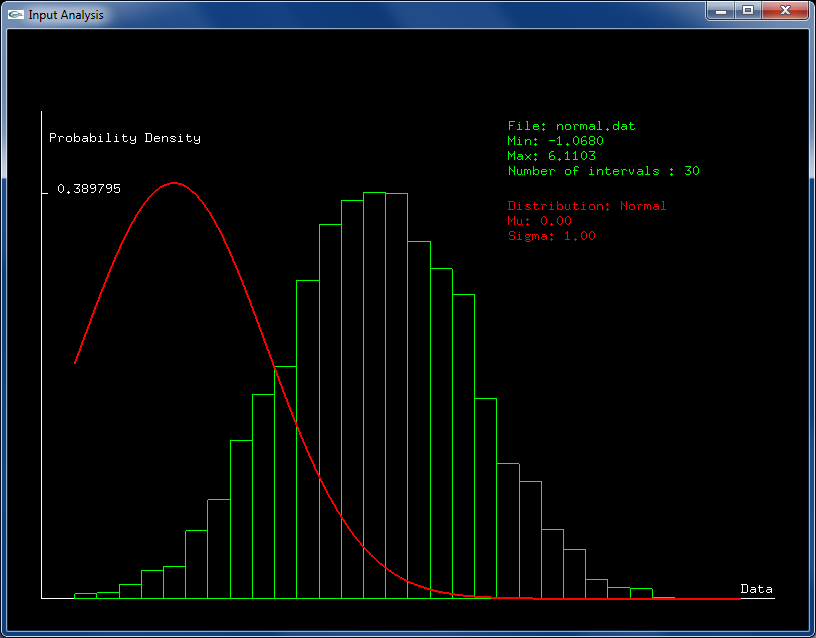 Input Analysis
Probability Density
0.389795
File: normal.dat
Min: -1.0680
Max: 6.1103
Number of intervals : 30
Distribution: Normal
Mu: 0.00
Sigma: 1.00
Data